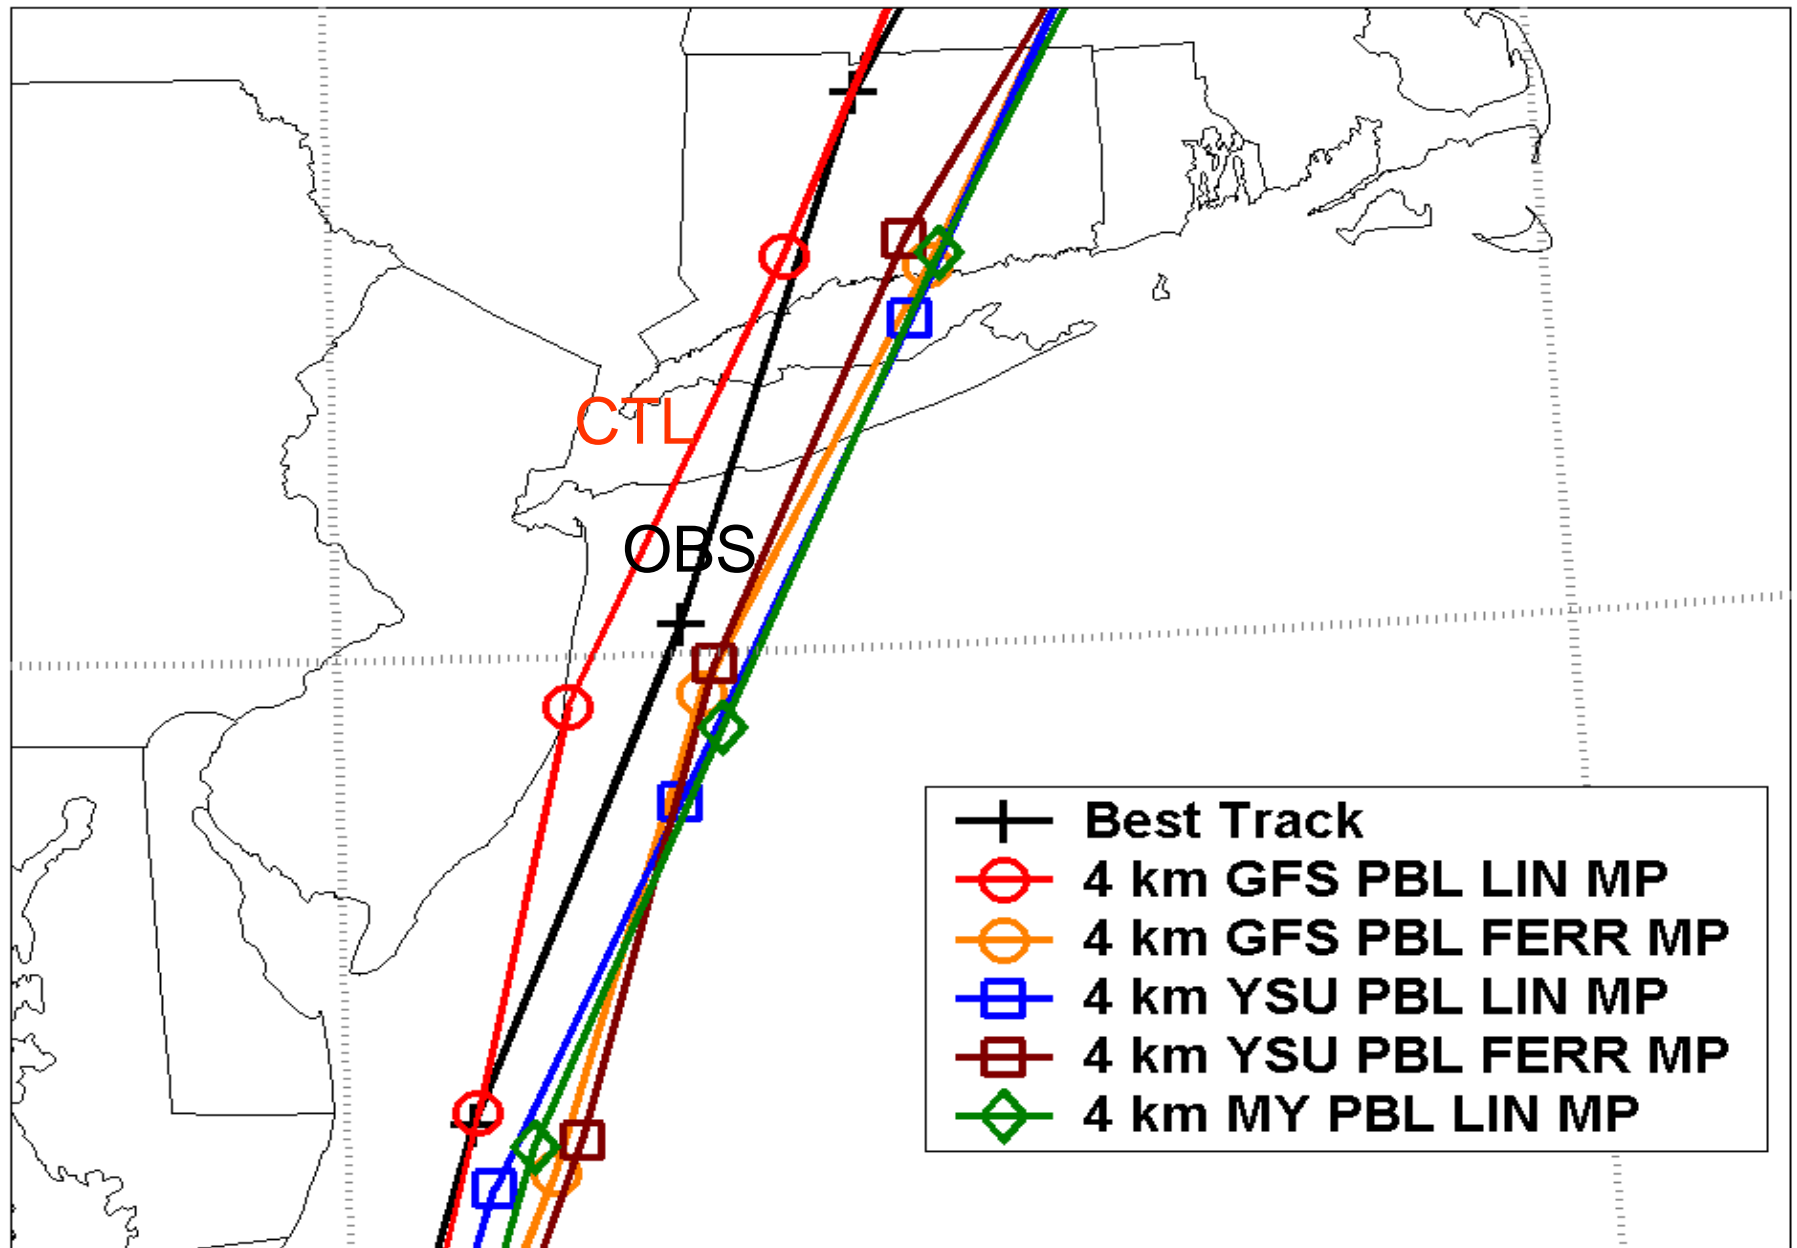 CTL
OBS
Best Track
4 km GFS PBL LIN MP
4 km GFS PBL FERR MP
4 km YSU PBL LIN MP
4 km YSU PBL FERR MP
4 km MY PBL LIN MP